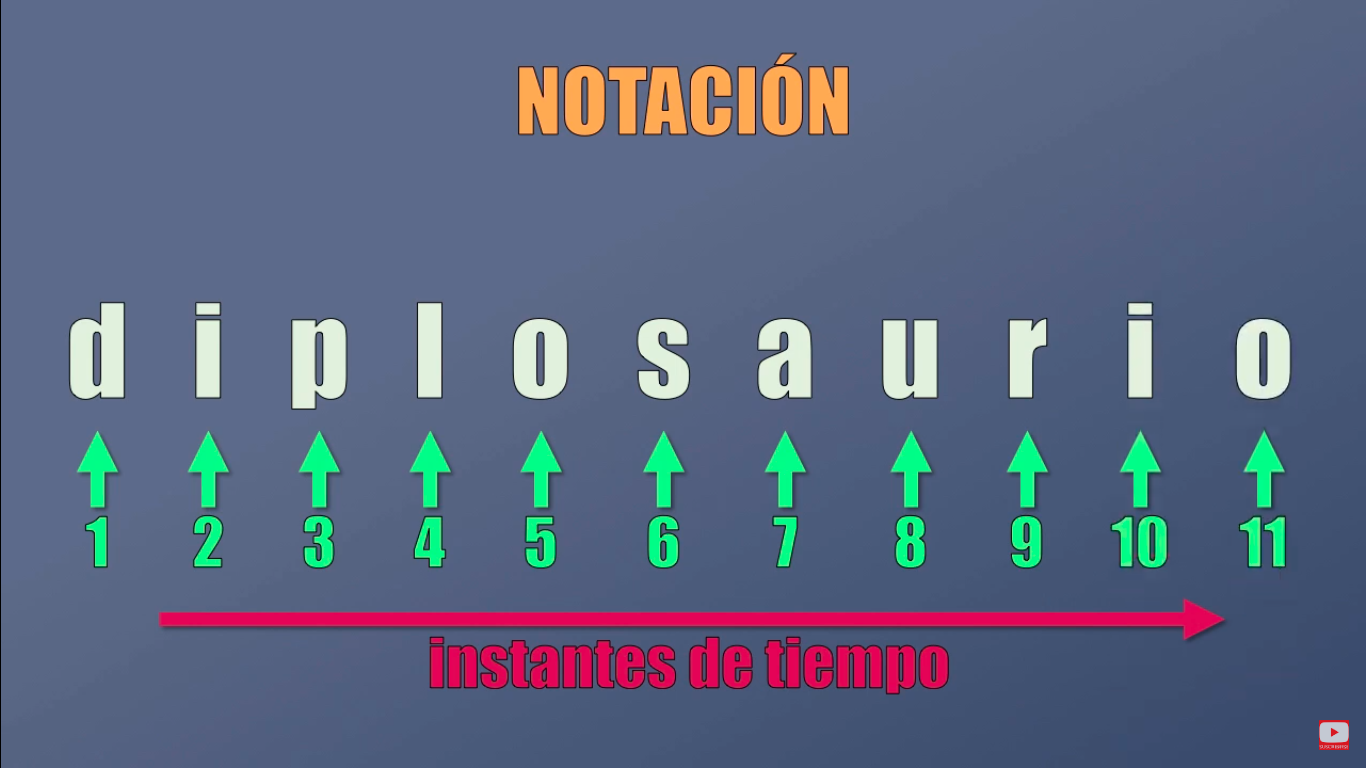 NOTACIÓN
d i p l o s a u r i o
1 2 3 4 5 6 7 8 9 10 11
instantes de tiempo